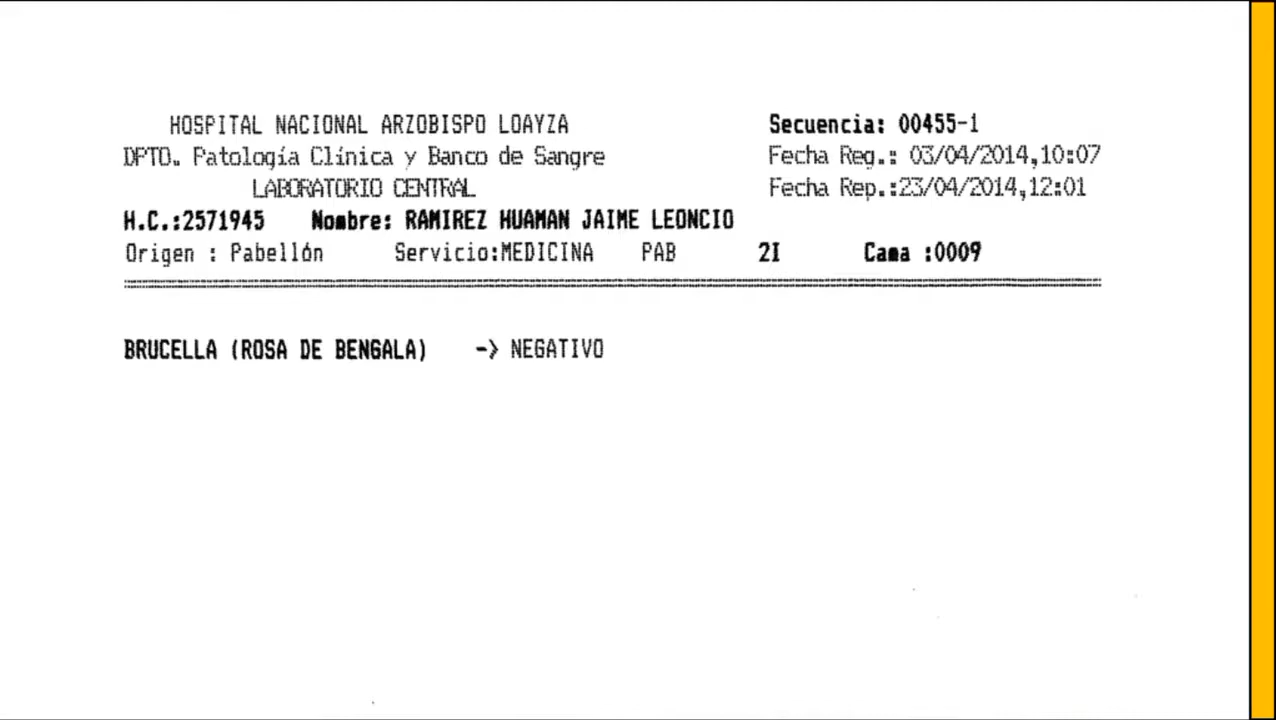 HOSPITAL NACIONAL ARZOBISPO LOAYZA
Secuencia: 00455-1
DPTO. Patología Clínica y Banco de Sangre
Fecha Reg.: 03/04/2014,10:07
LABORATORIO CENTRAL
Fecha Rep.:23/04/2014,12:01
H.C.:2571945 Nombre: RAMIREZ HUAMAN JAIME LEONCIO
Origen : Pabellón Servicio:MEDICINA PAB 2I Cama :0009
BRUCELLA (ROSA DE BENGALA) -> NEGATIVO